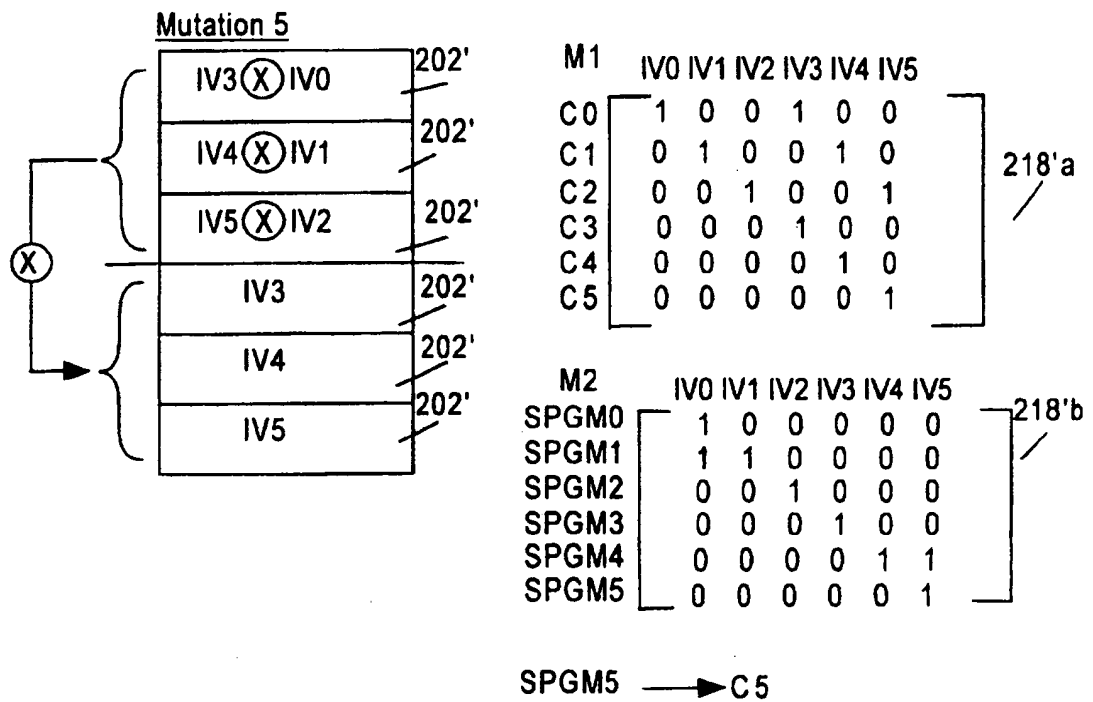 Mutation 5
IV3 X IV0 202'
IV4 X IV1 202'
IV5 X IV2 202'
X
IV3 202'
IV4 202'
IV5 202'
M1 IV0 IV1 IV2 IV3 IV4 IV5
C0 1 0 0 1 0 0
C1 0 1 0 0 1 0
C2 0 0 1 0 0 1
C3 0 0 0 1 0 0
C4 0 0 0 0 1 0
C5 0 0 0 0 0 1
218'a
M2 IV0 IV1 IV2 IV3 IV4 IV5
SPGM0 1 0 0 0 0 0
SPGM1 1 1 0 0 0 0
SPGM2 0 0 1 0 0 0
SPGM3 0 0 0 1 0 0
SPGM4 0 0 0 0 1 1
SPGM5 0 0 0 0 0 1
218'b
SPGM5 → C5